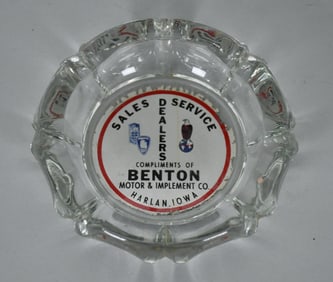 SALES SERVICE
DEALERS
COMPLIMENTS OF
BENTON
MOTOR & IMPLEMENT CO.
HARLAN, IOWA